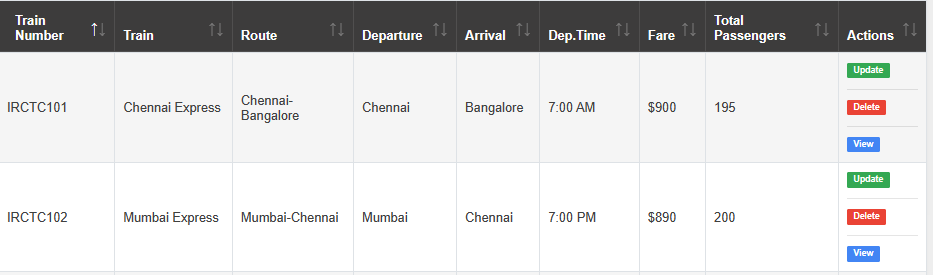 Train Number Train Route Departure Arrival Dep.Time Fare Total Passengers Actions
IRCTC101 Chennai Express Chennai-Bangalore Chennai Bangalore 7:00 AM $900 195 Update
Delete
View
IRCTC102 Mumbai Express Mumbai-Chennai Mumbai Chennai 7:00 PM $890 200 Update
Delete
View